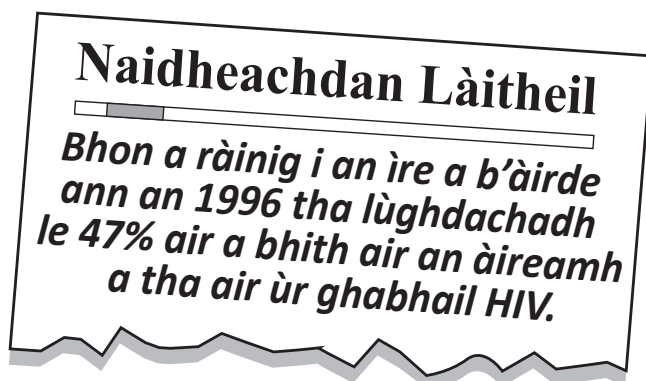 Naidheachdan Làitheil
Bhon a ràinig i an ìre a b’àirde
ann an 1996 tha lùghdachadh
le 47% air a bhith air an àireamh
a tha air ùr ghabhail HIV.